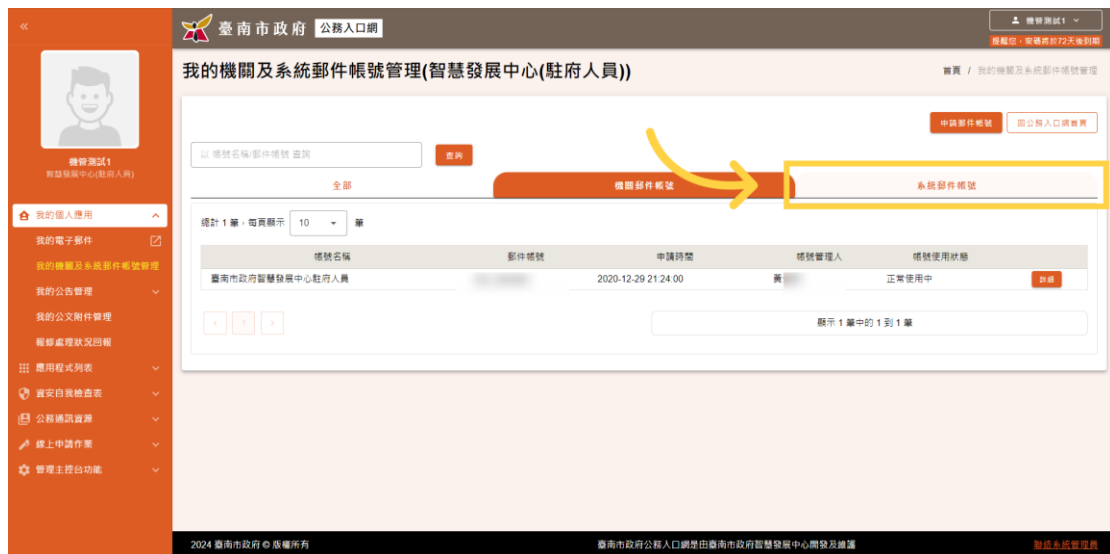 臺南市政府 公務入口網
機管測試1
提醒您，密碼將於72天後到期
機管測試1
智慧發展中心(駐府人員)
我的個人應用
我的電子郵件
我的機關及系統郵件帳號管理
我的公告管理
我的公文附件管理
報修處理狀況回報
應用程式列表
資安自我檢查表
公務通訊資源
線上申請作業
管理主控台功能
我的機關及系統郵件帳號管理(智慧發展中心(駐府人員))
首頁 / 我的機關及系統郵件帳號管理
申請郵件帳號 回公務入口網首頁
以 帳號名稱/郵件帳號 查詢 查詢
全部 機關郵件帳號 系統郵件帳號
總計 1 筆，每頁顯示 10 筆
帳號名稱 郵件帳號 申請時間 帳號管理人 帳號使用狀態
臺南市政府智慧發展中心駐府人員 2020-12-29 21:24:00 黃 正常使用中 詳細
‹ 1 › 顯示 1 筆中的 1 到 1 筆
2024 臺南市政府 © 版權所有 臺南市政府公務入口網是由臺南市政府智慧發展中心開發及維護 聯絡系統管理員